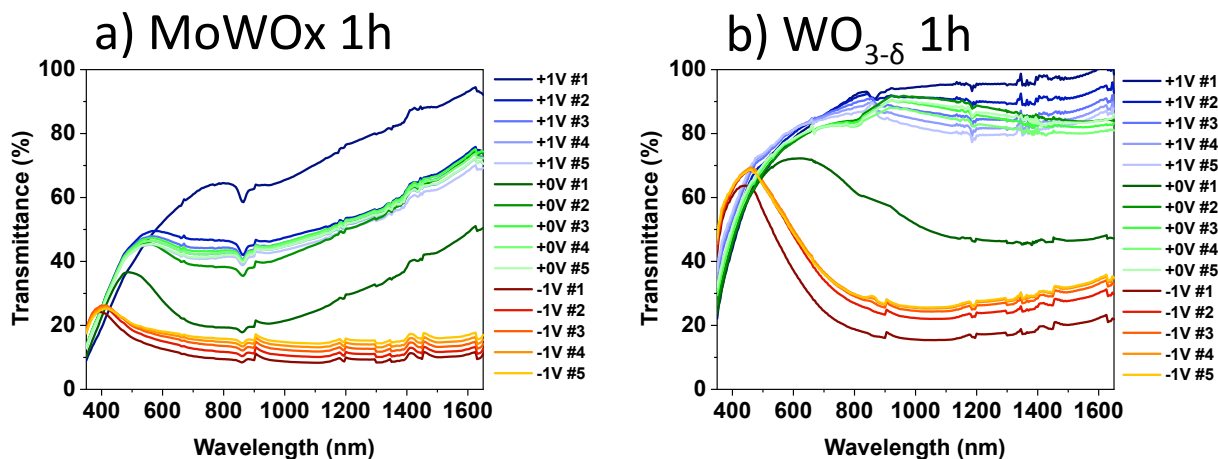 a) MoWOx 1h
100
80
60
40
20
0
Transmittance (%)
400 600 800 1000 1200 1400 1600
Wavelength (nm)
+1V #1
+1V #2
+1V #3
+1V #4
+1V #5
+0V #1
+0V #2
+0V #3
+0V #4
+0V #5
-1V #1
-1V #2
-1V #3
-1V #4
-1V #5
b) WO3-δ 1h
100
80
60
40
20
0
Transmittance (%)
400 600 800 1000 1200 1400 1600
Wavelength (nm)
+1V #1
+1V #2
+1V #3
+1V #4
+1V #5
+0V #1
+0V #2
+0V #3
+0V #4
+0V #5
-1V #1
-1V #2
-1V #3
-1V #4
-1V #5